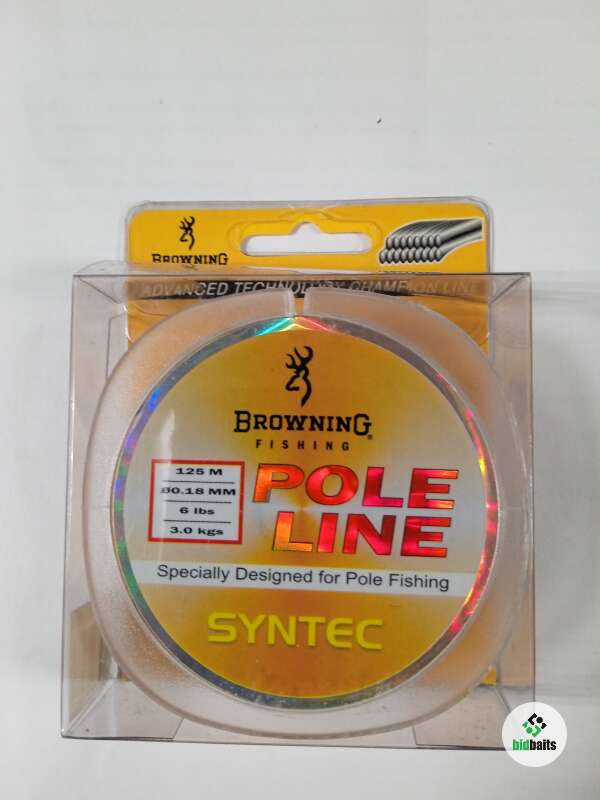 BROWNING
ADVANCED TECHNOLOGY CHAMPION LINE
BROWNING
FISHING
125 M
Ø0.18 MM
6 lbs
3.0 kgs
POLE
LINE
Specially Designed for Pole Fishing
SYNTEC
bidbaits